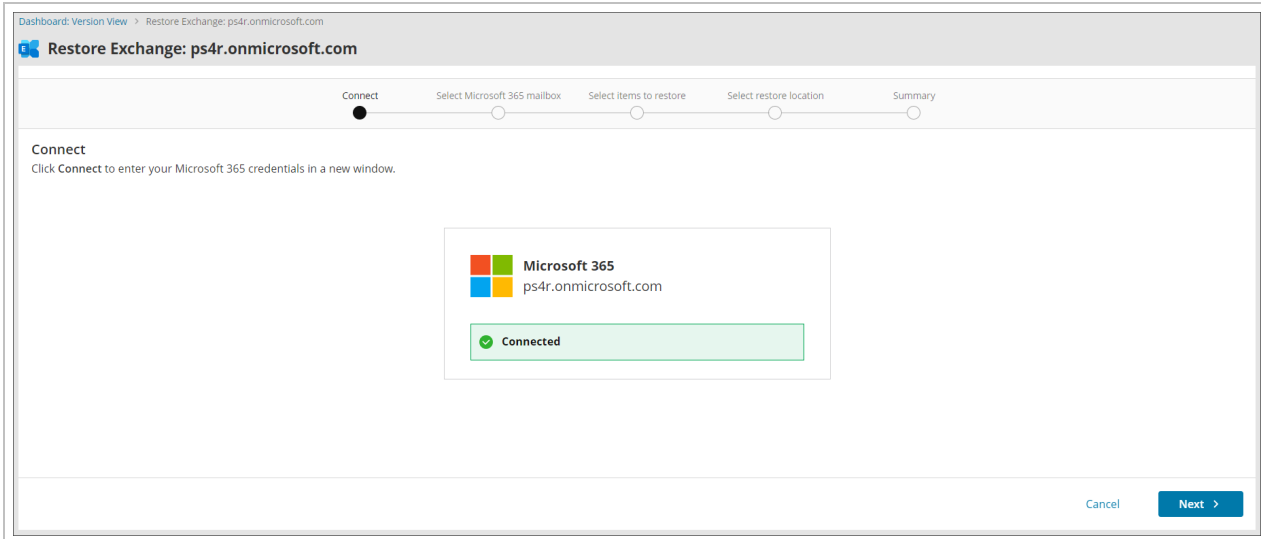 Dashboard: Version View > Restore Exchange: ps4r.onmicrosoft.com
E
Restore Exchange: ps4r.onmicrosoft.com
Connect Select Microsoft 365 mailbox Select items to restore Select restore location Summary
Connect
Click Connect to enter your Microsoft 365 credentials in a new window.
Microsoft 365
ps4r.onmicrosoft.com
Connected
Cancel Next >